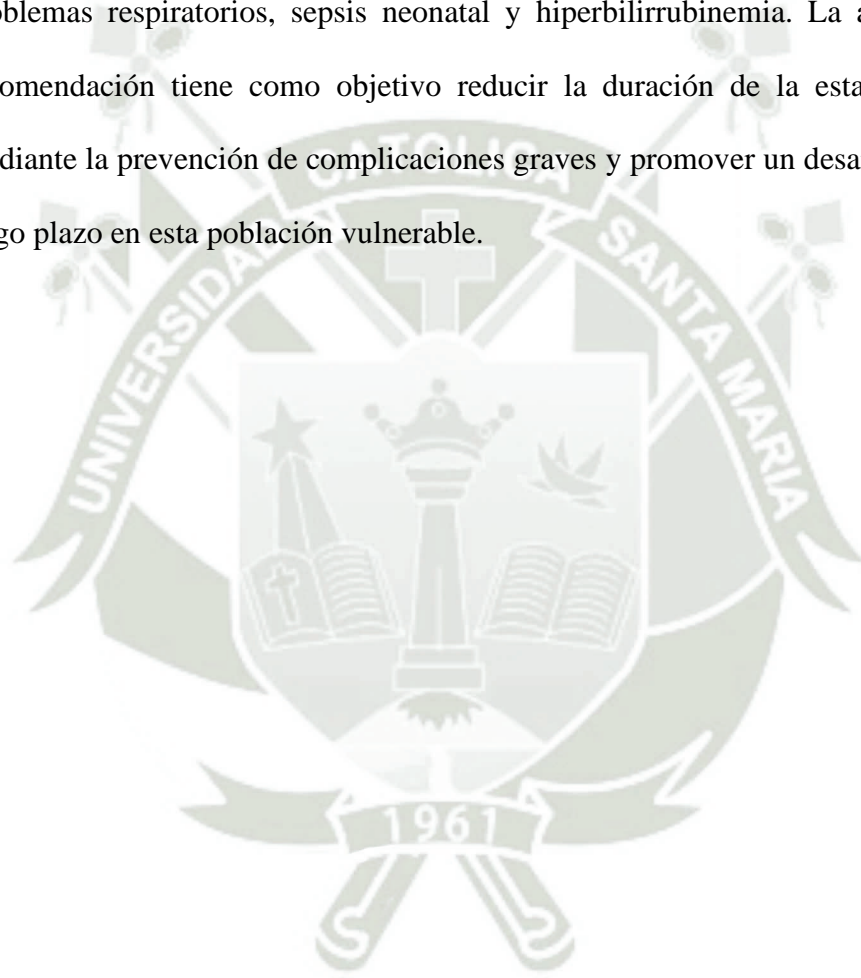 oblemas respiratorios, sepsis neonatal y hiperbilirrubinemia. La a
omendación tiene como objetivo reducir la duración de la esta
diante la prevención de complicaciones graves y promover un desa
go plazo en esta población vulnerable.
UNIVERSIDAD CATOLICA SANTA MARIA
1961